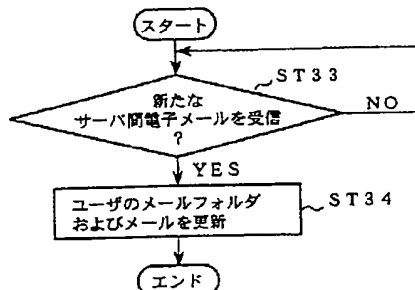 スタート
ST33
新たな
サーバ間電子メールを受信
?
NO
YES
ユーザのメールフォルダ
およびメールを更新
ST34
エンド